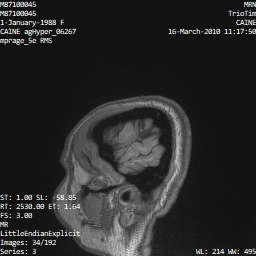 M87100045
MRN
M87100045
TrioTim
1-January-1988 F
CAINE
CAINE agHyper_06267
16-March-2010 11:17:50
mprage_5e RMS
ST: 1.00 SL: -58.85
RT: 2530.00 ET: 1.64
FS: 3.00
MR
LittleEndianExplicit
Images: 34/192
Series: 3
WL: 214 WW: 495